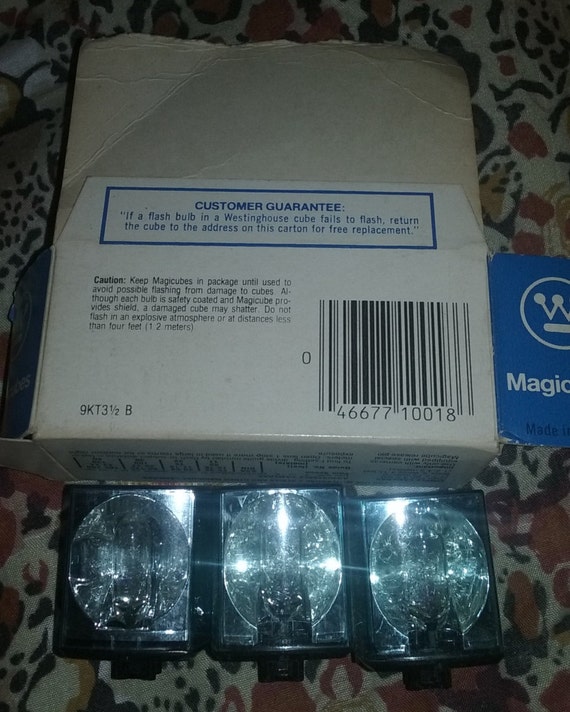 CUSTOMER GUARANTEE:
"If a flash bulb in a Westinghouse cube fails to flash, return
the cube to the address on this carton for free replacement."
Caution: Keep Magicubes in package until used to
avoid possible flashing from damage to cubes. Al-
though each bulb is safety coated and Magicube pro-
vides shield, a damaged cube may shatter. Do not
flash in an explosive atmosphere or at distances less
than four feet (1.2 meters)
0
46677 10018
9KT3½ B
Magic
Made in